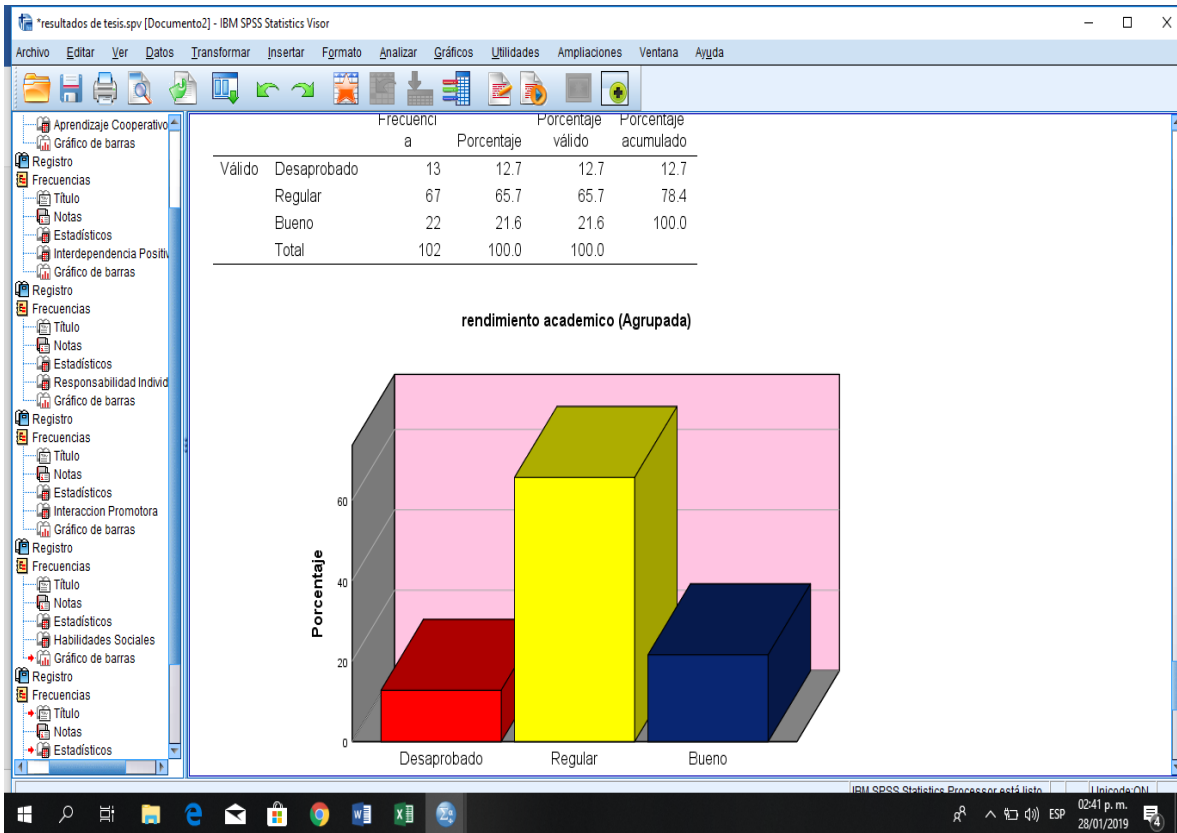 *resultados de tesis.spv [Documento2] - IBM SPSS Statistics Visor
Archivo Editar Ver Datos Transformar Insertar Formato Analizar Gráficos Utilidades Ampliaciones Ventana Ayuda
Aprendizaje Cooperativo
Gráfico de barras
Registro
Frecuencias
Título
Notas
Estadísticos
Interdependencia Positiv
Gráfico de barras
Registro
Frecuencias
Título
Notas
Estadísticos
Responsabilidad Individ
Gráfico de barras
Registro
Frecuencias
Título
Notas
Estadísticos
Interaccion Promotora
Gráfico de barras
Registro
Frecuencias
Título
Notas
Estadísticos
Habilidades Sociales
Gráfico de barras
Registro
Frecuencias
Título
Notas
Estadísticos
Frecuenci Porcentaje Porcentaje
a Porcentaje válido acumulado
Válido Desaprobado 13 12.7 12.7 12.7
Regular 67 65.7 65.7 78.4
Bueno 22 21.6 21.6 100.0
Total 102 100.0 100.0
rendimiento academico (Agrupada)
Porcentaje
60
40
20
0
Desaprobado Regular Bueno
IBM SPSS Statistics Processor está listo Unicode:ON
ESP
02:41 p. m.
28/01/2019
4